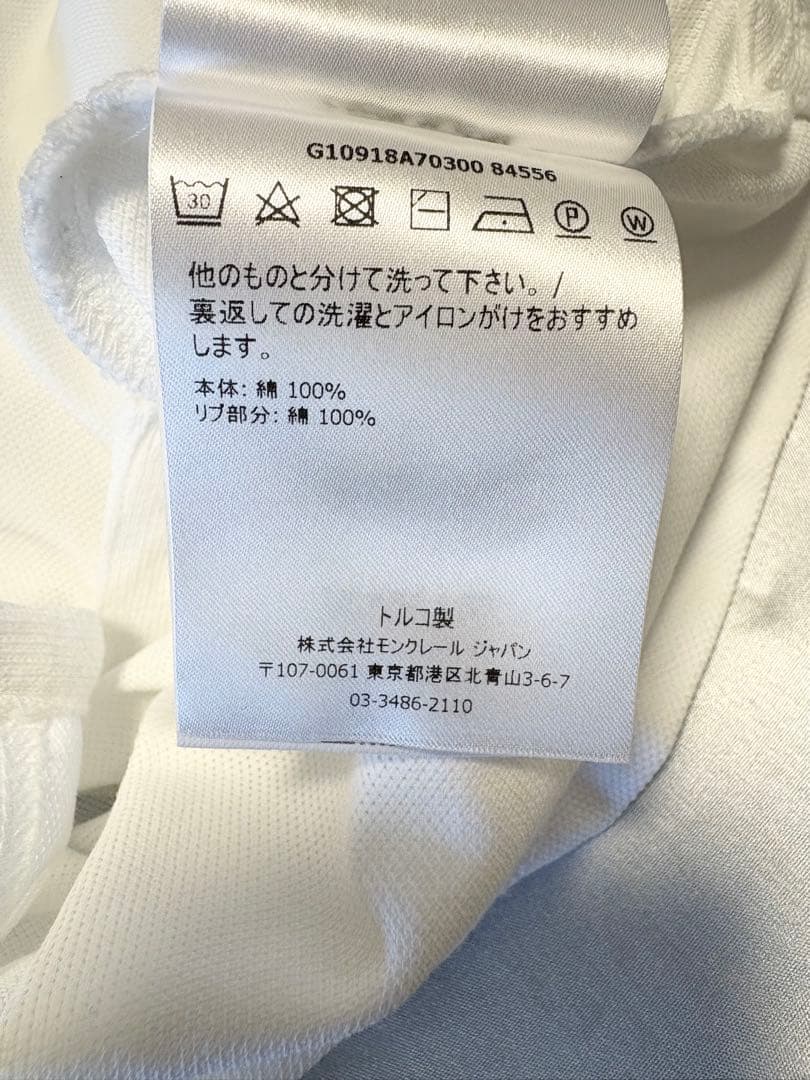 G10918A70300 84556
30
P W
他のものと分けて洗って下さい。/
裏返しての洗濯とアイロンがけをおすすめ
します。
本体: 綿 100%
リブ部分: 綿 100%
トルコ製
株式会社モンクレール ジャパン
〒107-0061 東京都港区北青山3-6-7
03-3486-2110